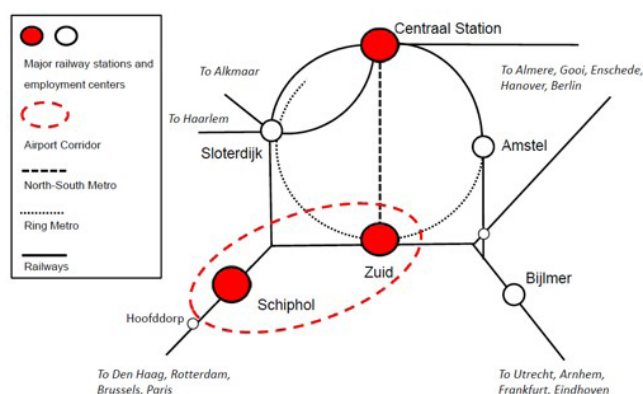 Major railway stations and
employment centers
Airport Corridor
North-South Metro
Ring Metro
Railways
Centraal Station
To Alkmaar
To Almere, Gooi, Enschede,
Hanover, Berlin
To Haarlem
Sloterdijk
Amstel
Zuid
Bijlmer
Schiphol
Hoofddorp
To Den Haag, Rotterdam,
Brussels, Paris
To Utrecht, Arnhem,
Frankfurt, Eindhoven